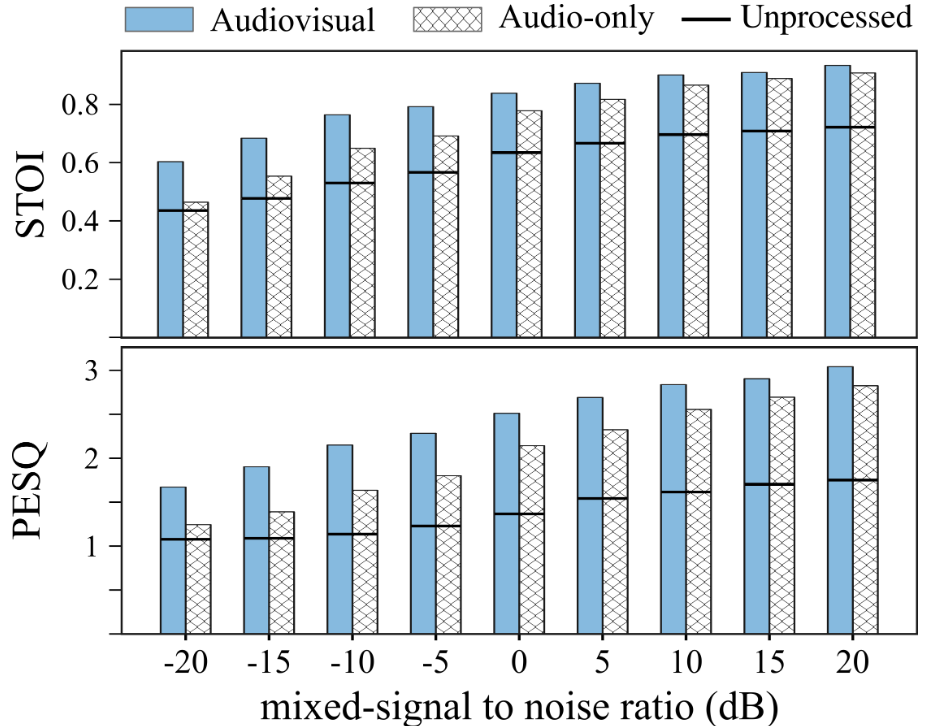 Audiovisual Audio-only Unprocessed
STOI
0.8
0.6
0.4
0.2
PESQ
3
2
1
-20 -15 -10 -5 0 5 10 15 20
mixed-signal to noise ratio (dB)